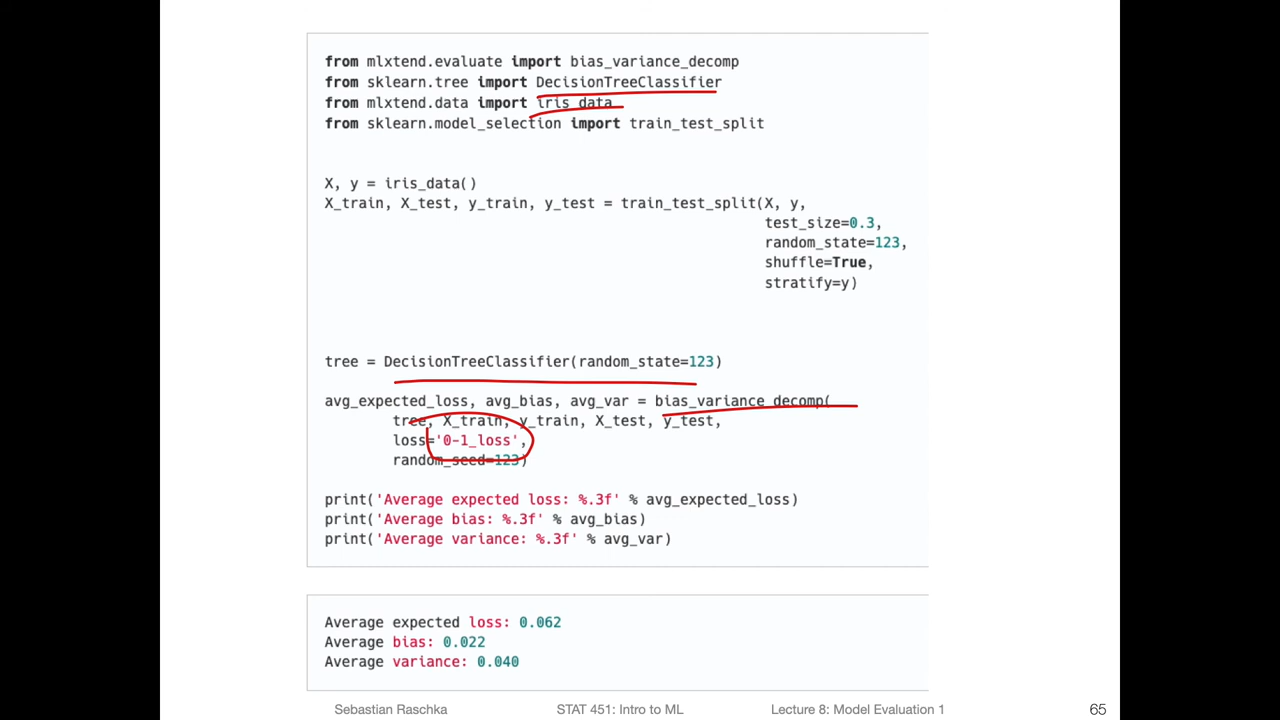 from mlxtend.evaluate import bias_variance_decomp
from sklearn.tree import DecisionTreeClassifier
from mlxtend.data import iris_data
from sklearn.model_selection import train_test_split
X, y = iris_data()
X_train, X_test, y_train, y_test = train_test_split(X, y,
test_size=0.3,
random_state=123,
shuffle=True,
stratify=y)
tree = DecisionTreeClassifier(random_state=123)
avg_expected_loss, avg_bias, avg_var = bias_variance_decomp(
tree, X_train, y_train, X_test, y_test,
loss='0-1_loss',
random_seed=123)
print('Average expected loss: %.3f' % avg_expected_loss)
print('Average bias: %.3f' % avg_bias)
print('Average variance: %.3f' % avg_var)
Average expected loss: 0.062
Average bias: 0.022
Average variance: 0.040
Sebastian Raschka STAT 451: Intro to ML Lecture 8: Model Evaluation 1 65